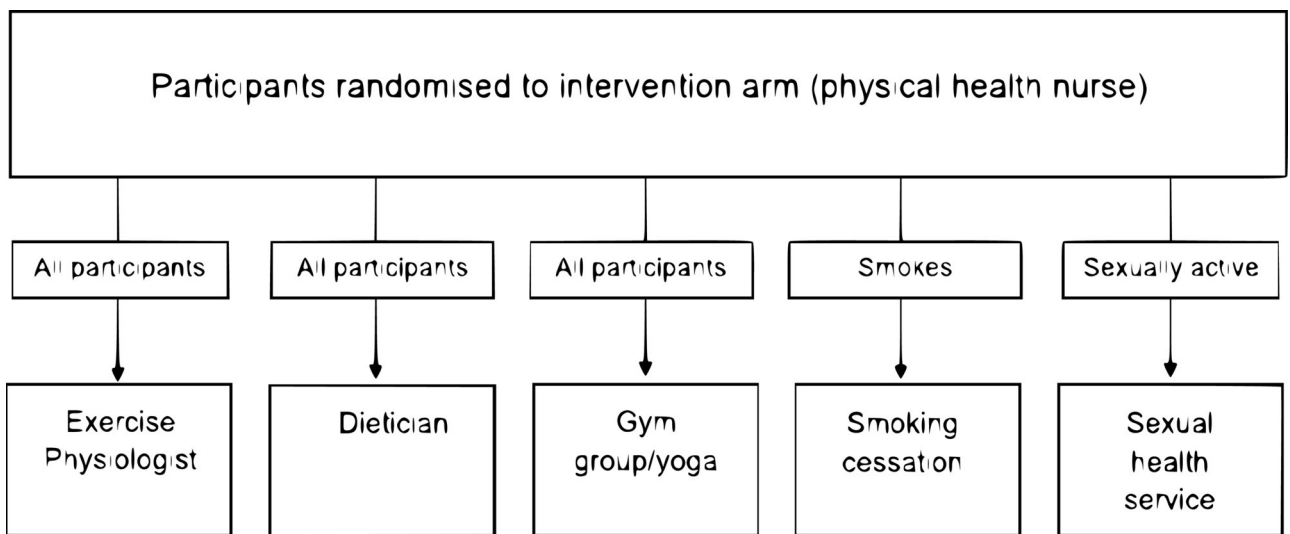 Participants randomised to intervention arm (physical health nurse)
All participants
All participants
All participants
Smokes
Sexually active
Exercise
Physiologist
Dietician
Gym
group/yoga
Smoking
cessation
Sexual
health
service